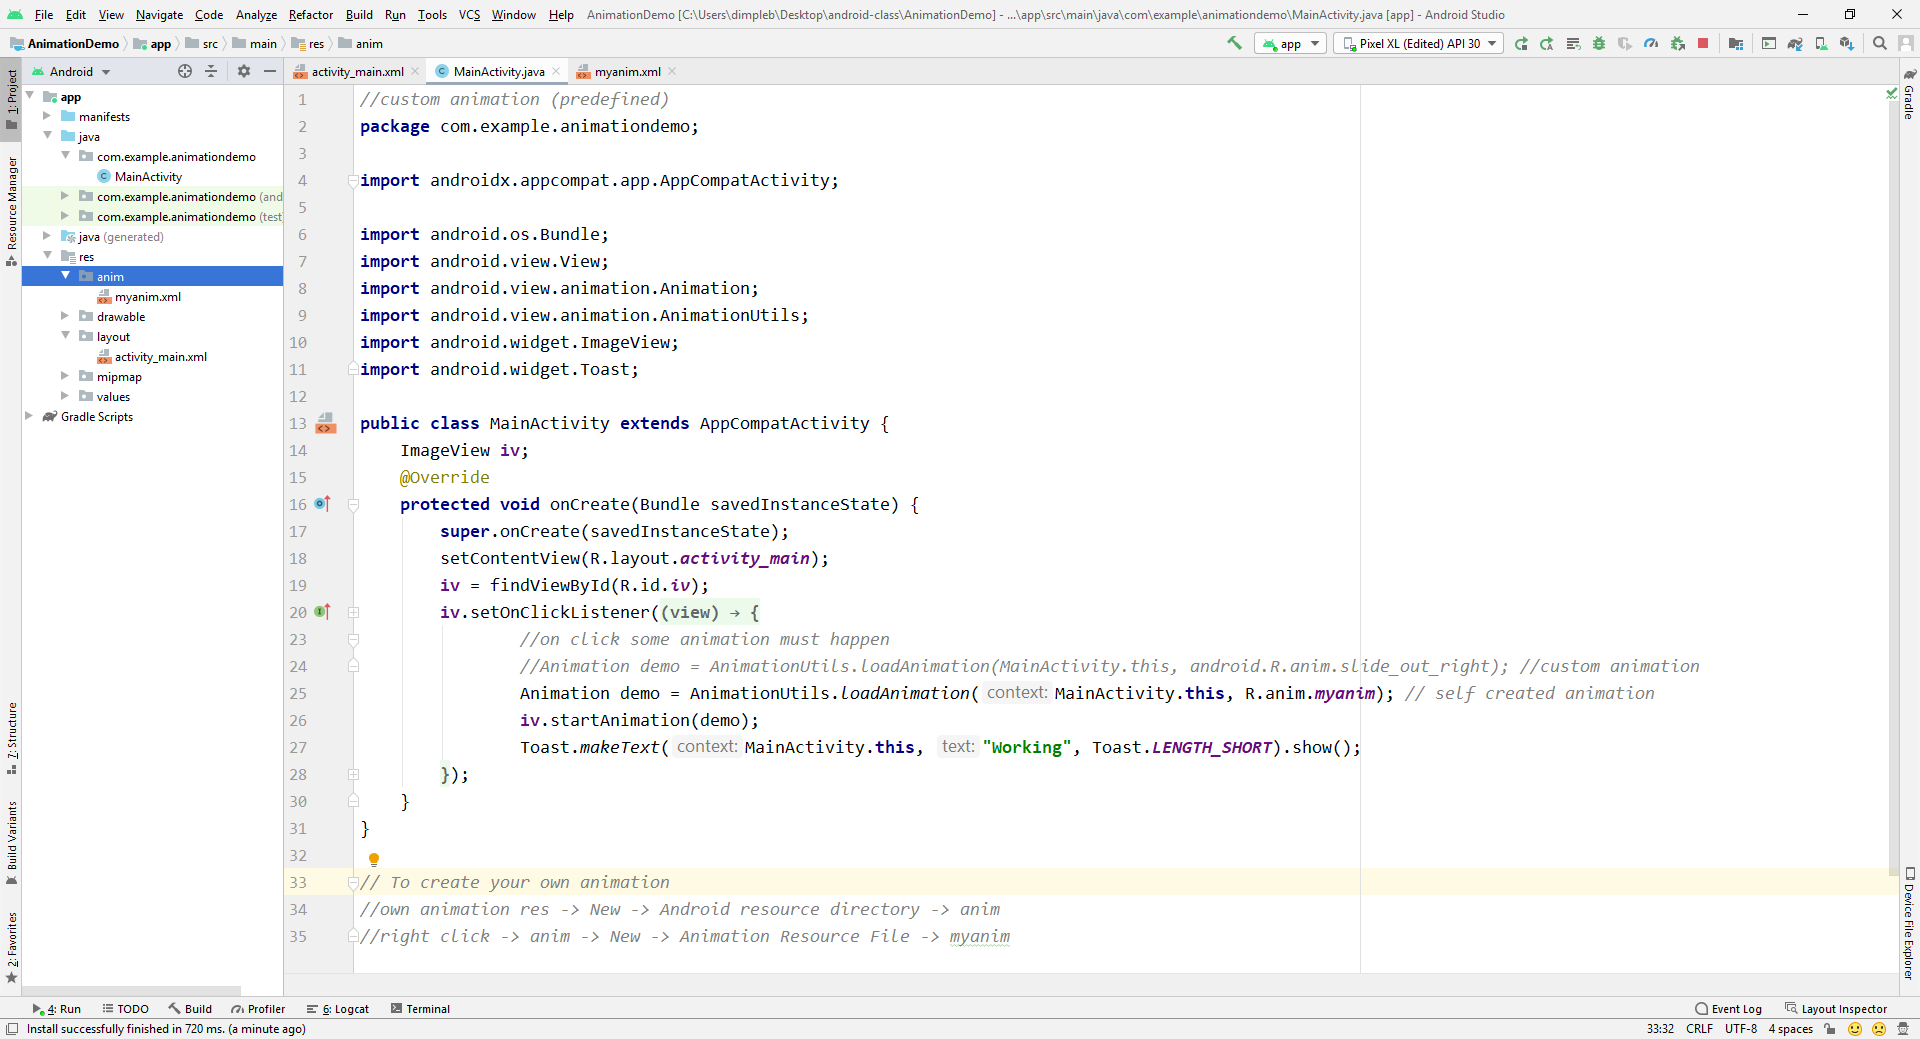 File Edit View Navigate Code Analyze Refactor Build Run Tools VCS Window Help AnimationDemo [C:\Users\dimpleb\Desktop\android-class\AnimationDemo] - ...\app\src\main\java\com\example\animationdemo\MainActivity.java [app] - Android Studio
AnimationDemo app src main res anim app Pixel XL (Edited) API 30
1: Project
Resource Manager
7: Structure
Build Variants
2: Favorites
Android
app
manifests
java
com.example.animationdemo
MainActivity
com.example.animationdemo (and
com.example.animationdemo (test
java (generated)
res
anim
myanim.xml
drawable
layout
activity_main.xml
mipmap
values
Gradle Scripts
activity_main.xml MainActivity.java myanim.xml
1 //custom animation (predefined)
2 package com.example.animationdemo;
3
4 import androidx.appcompat.app.AppCompatActivity;
5
6 import android.os.Bundle;
7 import android.view.View;
8 import android.view.animation.Animation;
9 import android.view.animation.AnimationUtils;
10 import android.widget.ImageView;
11 import android.widget.Toast;
12
13 public class MainActivity extends AppCompatActivity {
14 ImageView iv;
15 @Override
16 protected void onCreate(Bundle savedInstanceState) {
17 super.onCreate(savedInstanceState);
18 setContentView(R.layout.activity_main);
19 iv = findViewById(R.id.iv);
20 iv.setOnClickListener((view) → {
23 //on click some animation must happen
24 //Animation demo = AnimationUtils.loadAnimation(MainActivity.this, android.R.anim.slide_out_right); //custom animation
25 Animation demo = AnimationUtils.loadAnimation( context: MainActivity.this, R.anim.myanim); // self created animation
26 iv.startAnimation(demo);
27 Toast.makeText( context: MainActivity.this, text: "Working", Toast.LENGTH_SHORT).show();
28 });
30 }
31 }
32
33 // To create your own animation
34 //own animation res -> New -> Android resource directory -> anim
35 //right click -> anim -> New -> Animation Resource File -> myanim
Gradle
Device File Explorer
4: Run TODO Build Profiler 6: Logcat Terminal Event Log Layout Inspector
Install successfully finished in 720 ms. (a minute ago) 33:32 CRLF UTF-8 4 spaces